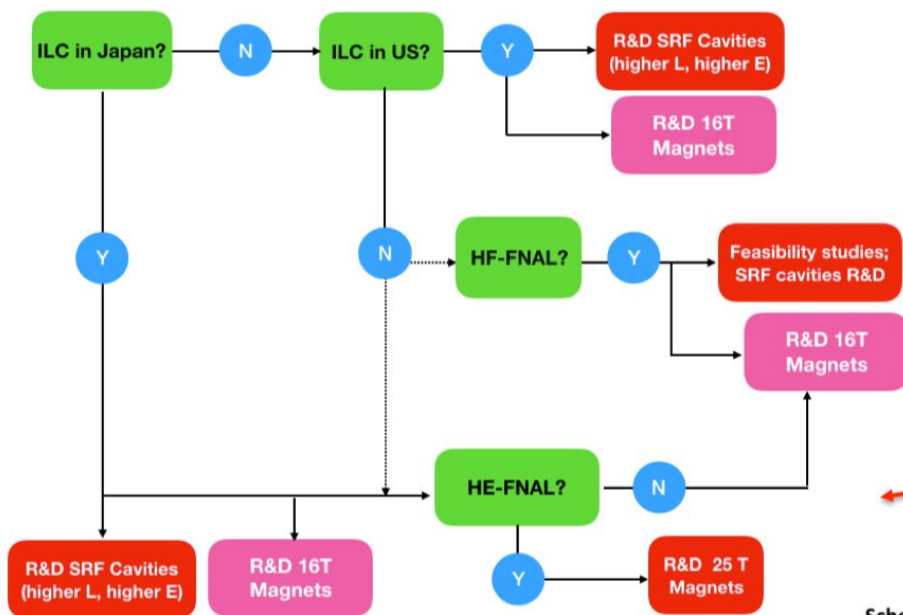 ILC in Japan?
N
ILC in US?
Y
R&D SRF Cavities
(higher L, higher E)
R&D 16T
Magnets
Y
N
HF-FNAL?
Y
Feasibility studies;
SRF cavities R&D
R&D 16T
Magnets
HE-FNAL?
N
R&D SRF Cavities
(higher L, higher E)
R&D 16T
Magnets
Y
R&D 25 T
Magnets